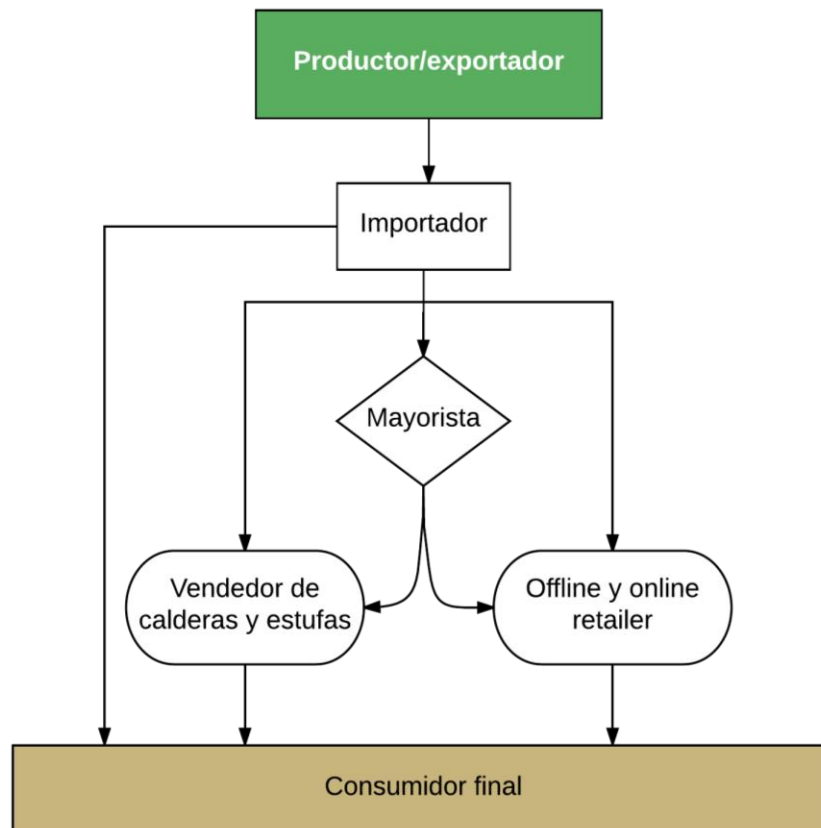 Productor/exportador
Importador
Mayorista
Vendedor de
calderas y estufas
Offline y online
retailer
Consumidor final